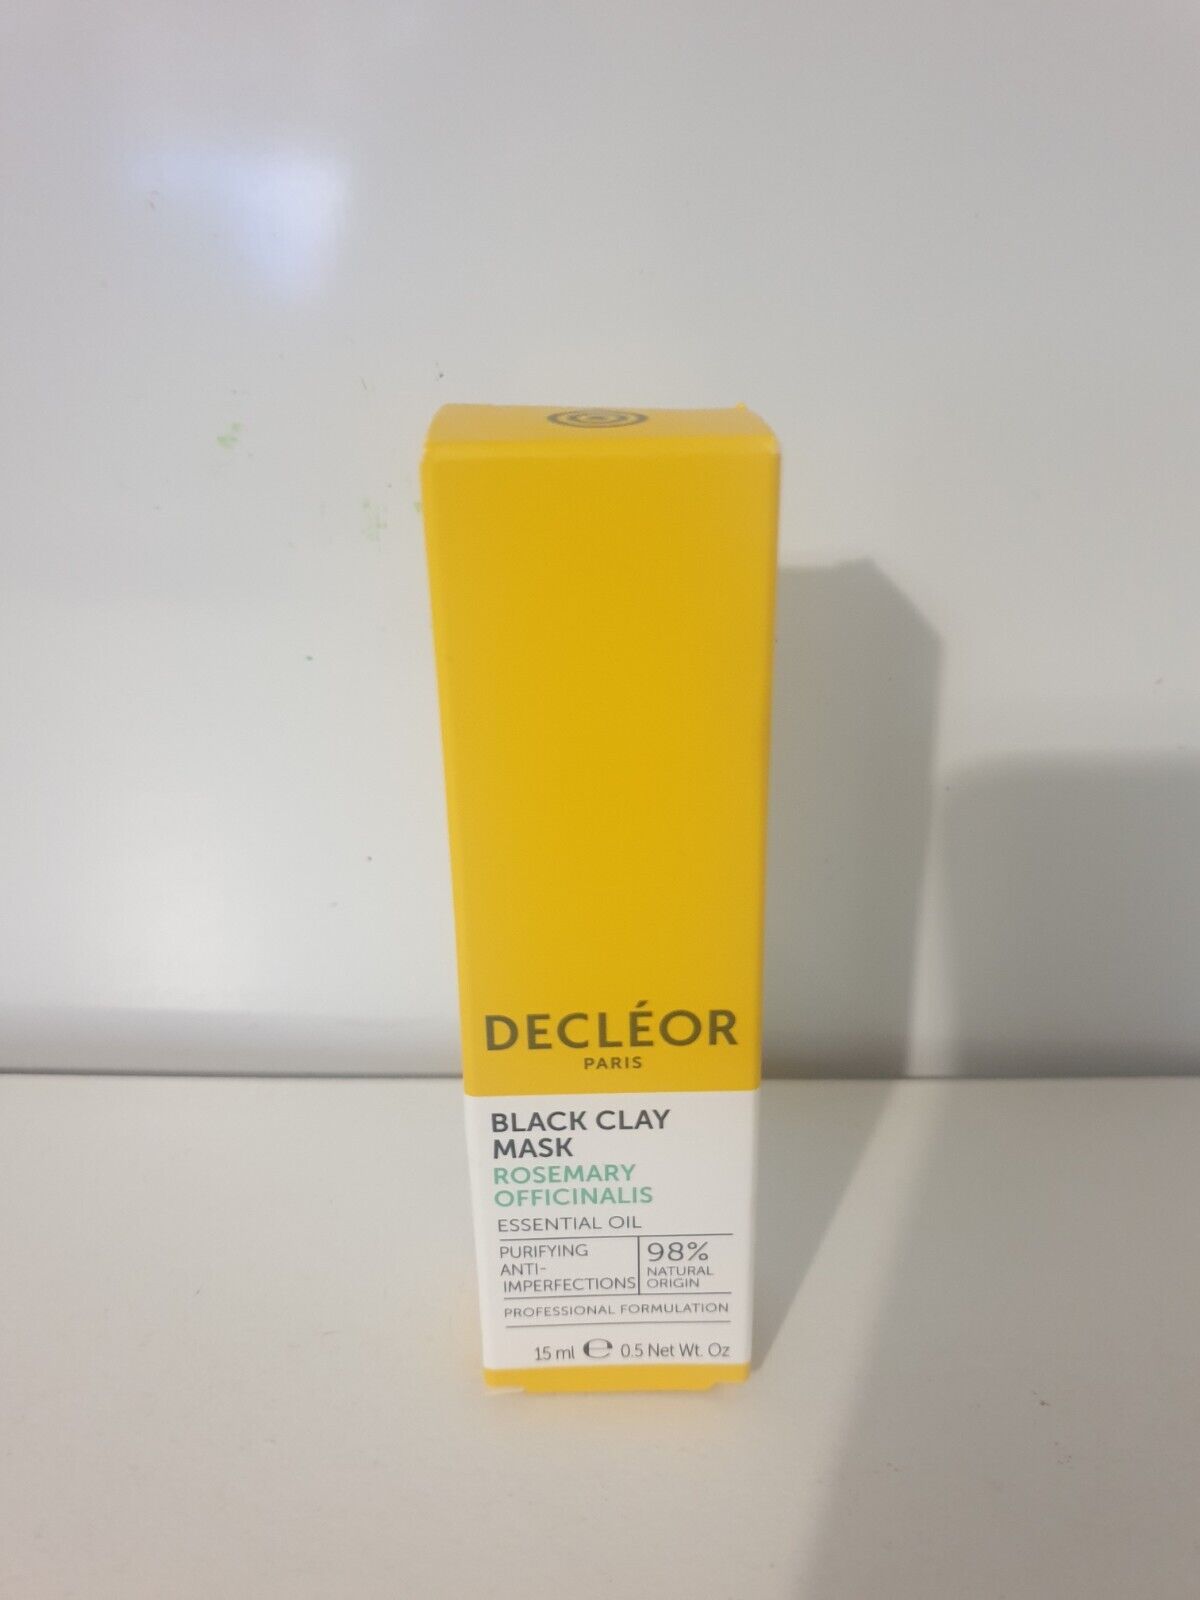 DECLÉOR
PARIS
BLACK CLAY
MASK
ROSEMARY
OFFICINALIS
ESSENTIAL OIL
PURIFYING
ANTI-
IMPERFECTIONS
98%
NATURAL
ORIGIN
PROFESSIONAL FORMULATION
15 ml ℮ 0.5 Net Wt. Oz